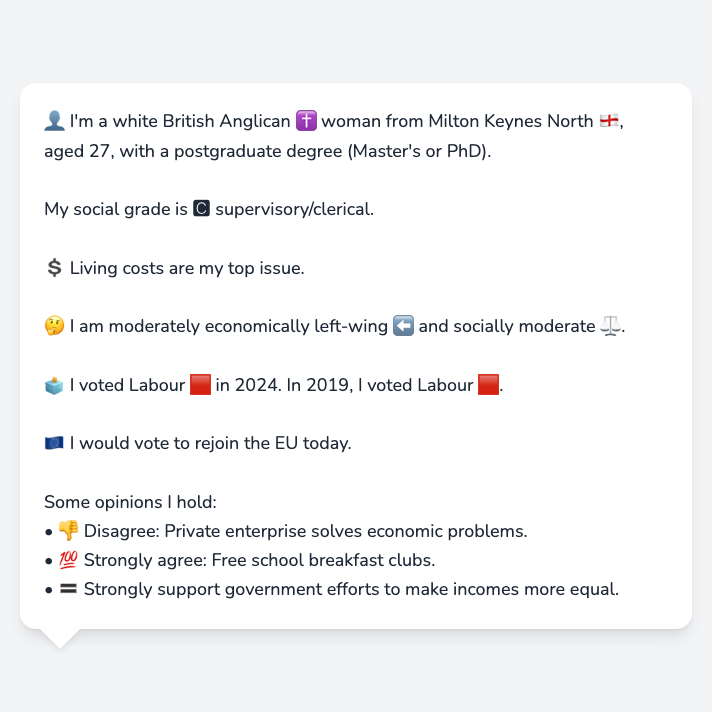 👤 I'm a white British Anglican ✝️ woman from Milton Keynes North 🏴󠁧󠁢󠁥󠁮󠁧󠁿,
aged 27, with a postgraduate degree (Master's or PhD).
My social grade is 🅲 supervisory/clerical.
💲 Living costs are my top issue.
🤔 I am moderately economically left-wing ⬅️ and socially moderate ⚖️.
🗳️ I voted Labour 🟥 in 2024. In 2019, I voted Labour 🟥.
🇪🇺 I would vote to rejoin the EU today.
Some opinions I hold:
• 👎 Disagree: Private enterprise solves economic problems.
• 💯 Strongly agree: Free school breakfast clubs.
• 🟰 Strongly support government efforts to make incomes more equal.